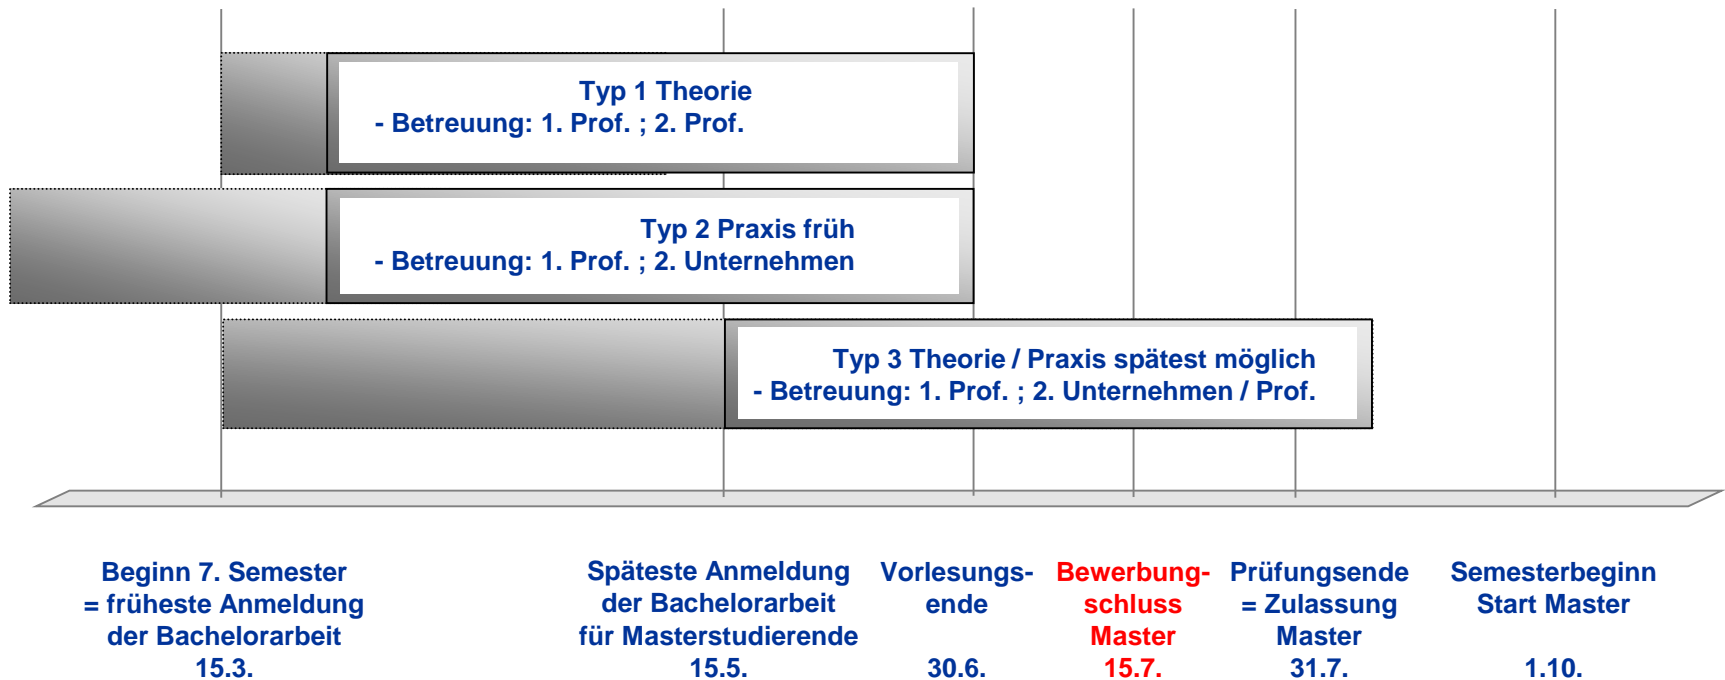 Typ 1 Theorie
- Betreuung: 1. Prof. ; 2. Prof.
Typ 2 Praxis früh
- Betreuung: 1. Prof. ; 2. Unternehmen
Typ 3 Theorie / Praxis spätest möglich
- Betreuung: 1. Prof. ; 2. Unternehmen / Prof.
Beginn 7. Semester
= früheste Anmeldung
der Bachelorarbeit
15.3.
Späteste Anmeldung
der Bachelorarbeit
für Masterstudierende
15.5.
Vorlesungs-
ende
30.6.
Bewerbung-
schluss
Master
15.7.
Prüfungsende
= Zulassung
Master
31.7.
Semesterbeginn
Start Master
1.10.